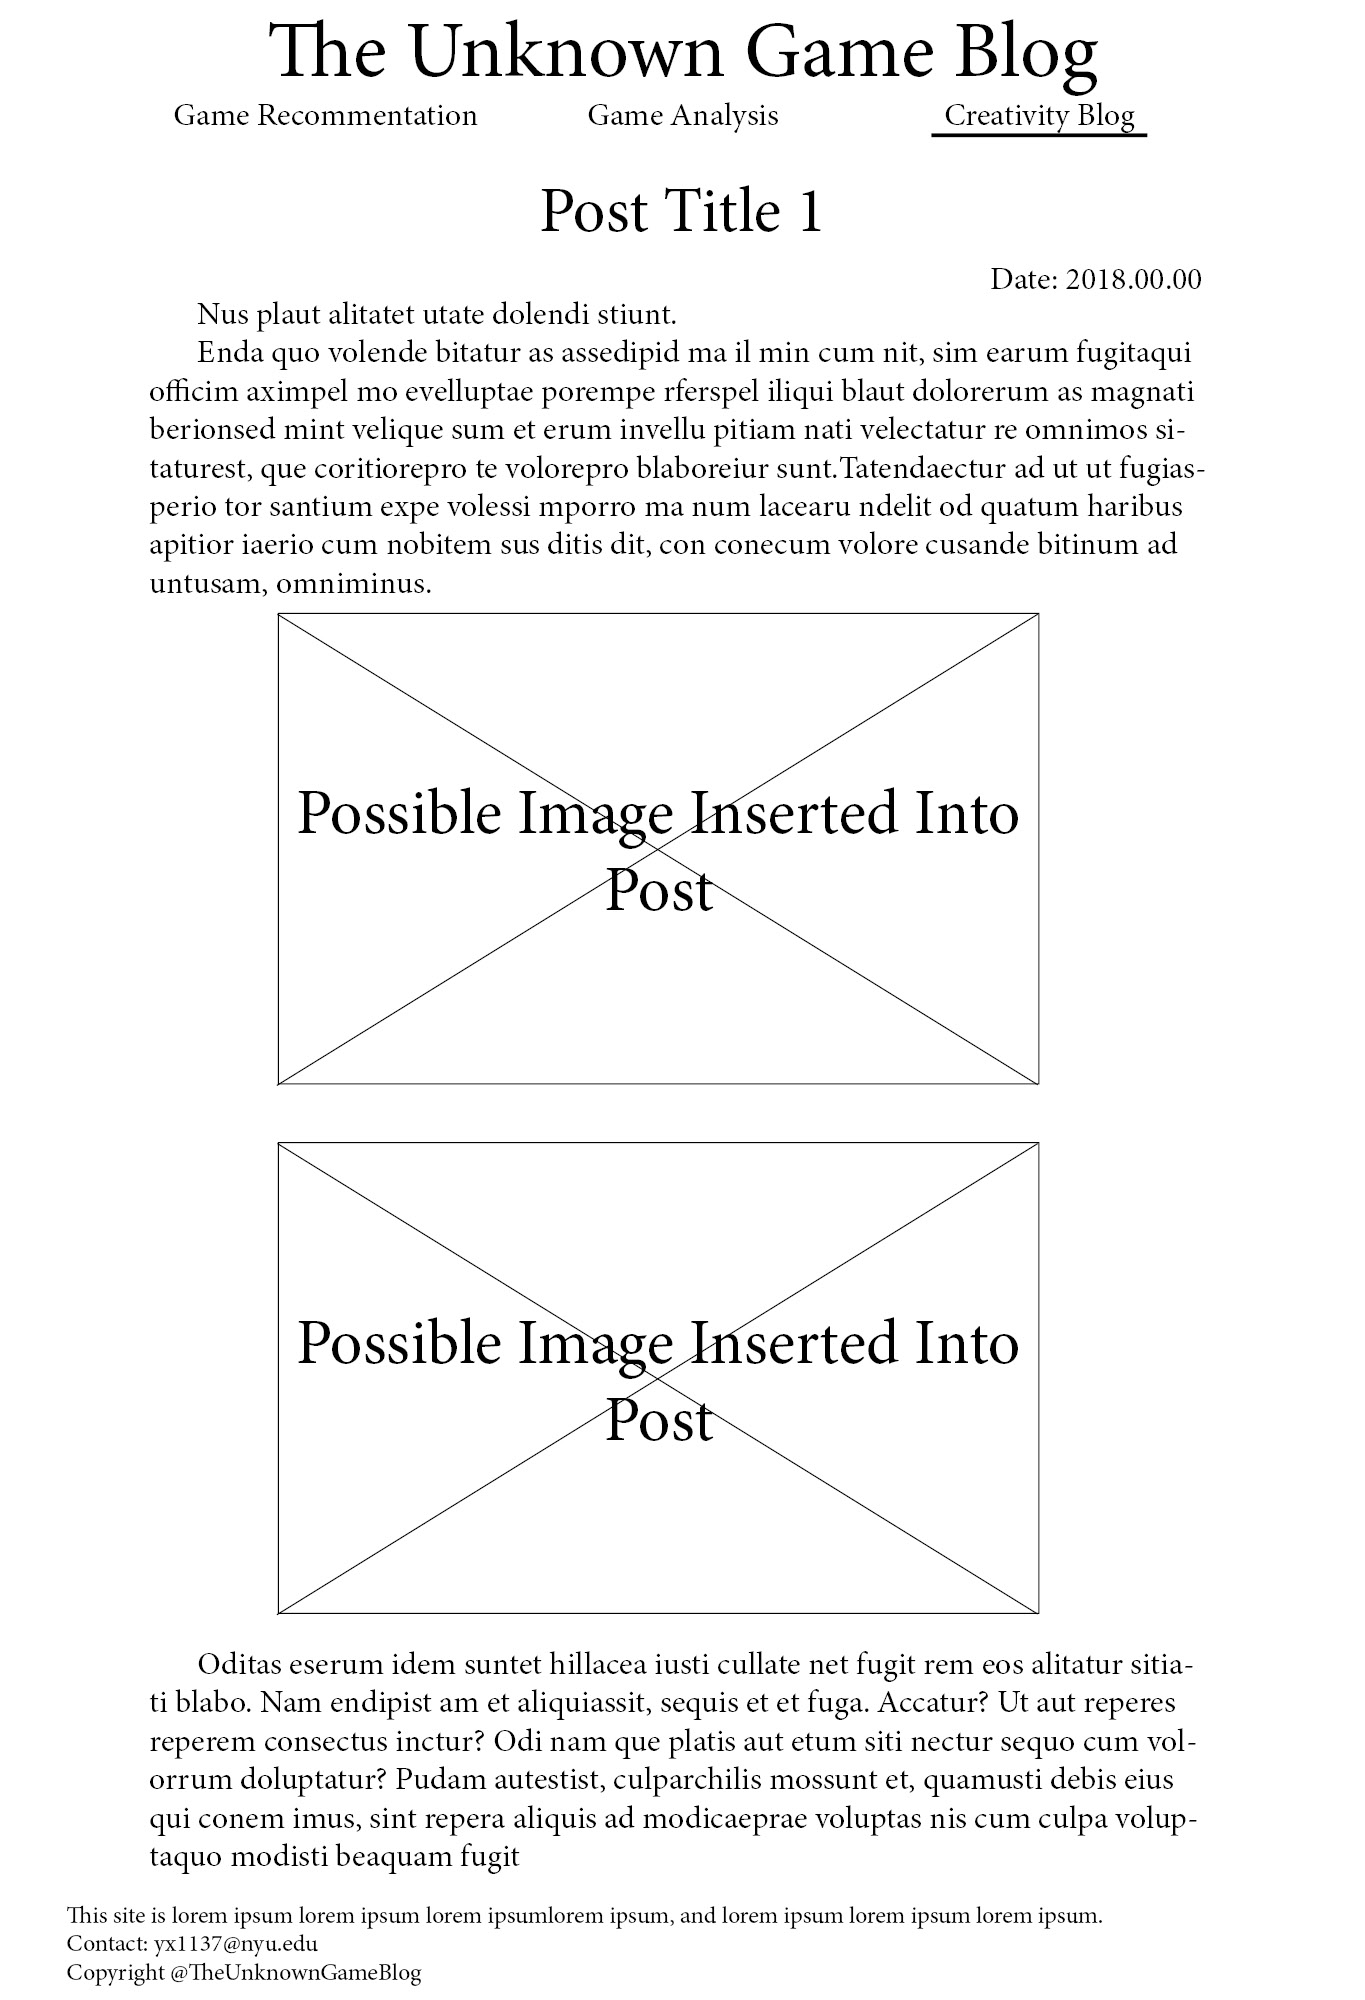 The Unknown Game Blog
Game Recommentation Game Analysis Creativity Blog
Post Title 1
Date: 2018.00.00
Nus plaut alitatet utate dolendi stiunt.
Enda quo volende bitatur as assedipid ma il min cum nit, sim earum fugitaqui
officim aximpel mo evelluptae porempe rferspel iliqui blaut dolorerum as magnati
berionsed mint velique sum et erum invellu pitiam nati velectatur re omnimos si-
taturest, que coritiorepro te volorepro blaboreiur sunt.Tatendaectur ad ut ut fugias-
perio tor santium expe volessi mporro ma num lacearu ndelit od quatum haribus
apitior iaerio cum nobitem sus ditis dit, con conecum volore cusande bitinum ad
untusam, omniminus.
Possible Image Inserted Into
Post
Possible Image Inserted Into
Post
Oditas eserum idem suntet hillacea iusti cullate net fugit rem eos alitatur sitia-
ti blabo. Nam endipist am et aliquiassit, sequis et et fuga. Accatur? Ut aut reperes
reperem consectus inctur? Odi nam que platis aut etum siti nectur sequo cum vol-
orrum doluptatur? Pudam autestist, culparchilis mossunt et, quamusti debis eius
qui conem imus, sint repera aliquis ad modicaeprae voluptas nis cum culpa volup-
taquo modisti beaquam fugit
This site is lorem ipsum lorem ipsum lorem ipsumlorem ipsum, and lorem ipsum lorem ipsum lorem ipsum.
Contact: yx1137@nyu.edu
Copyright @TheUnknownGameBlog